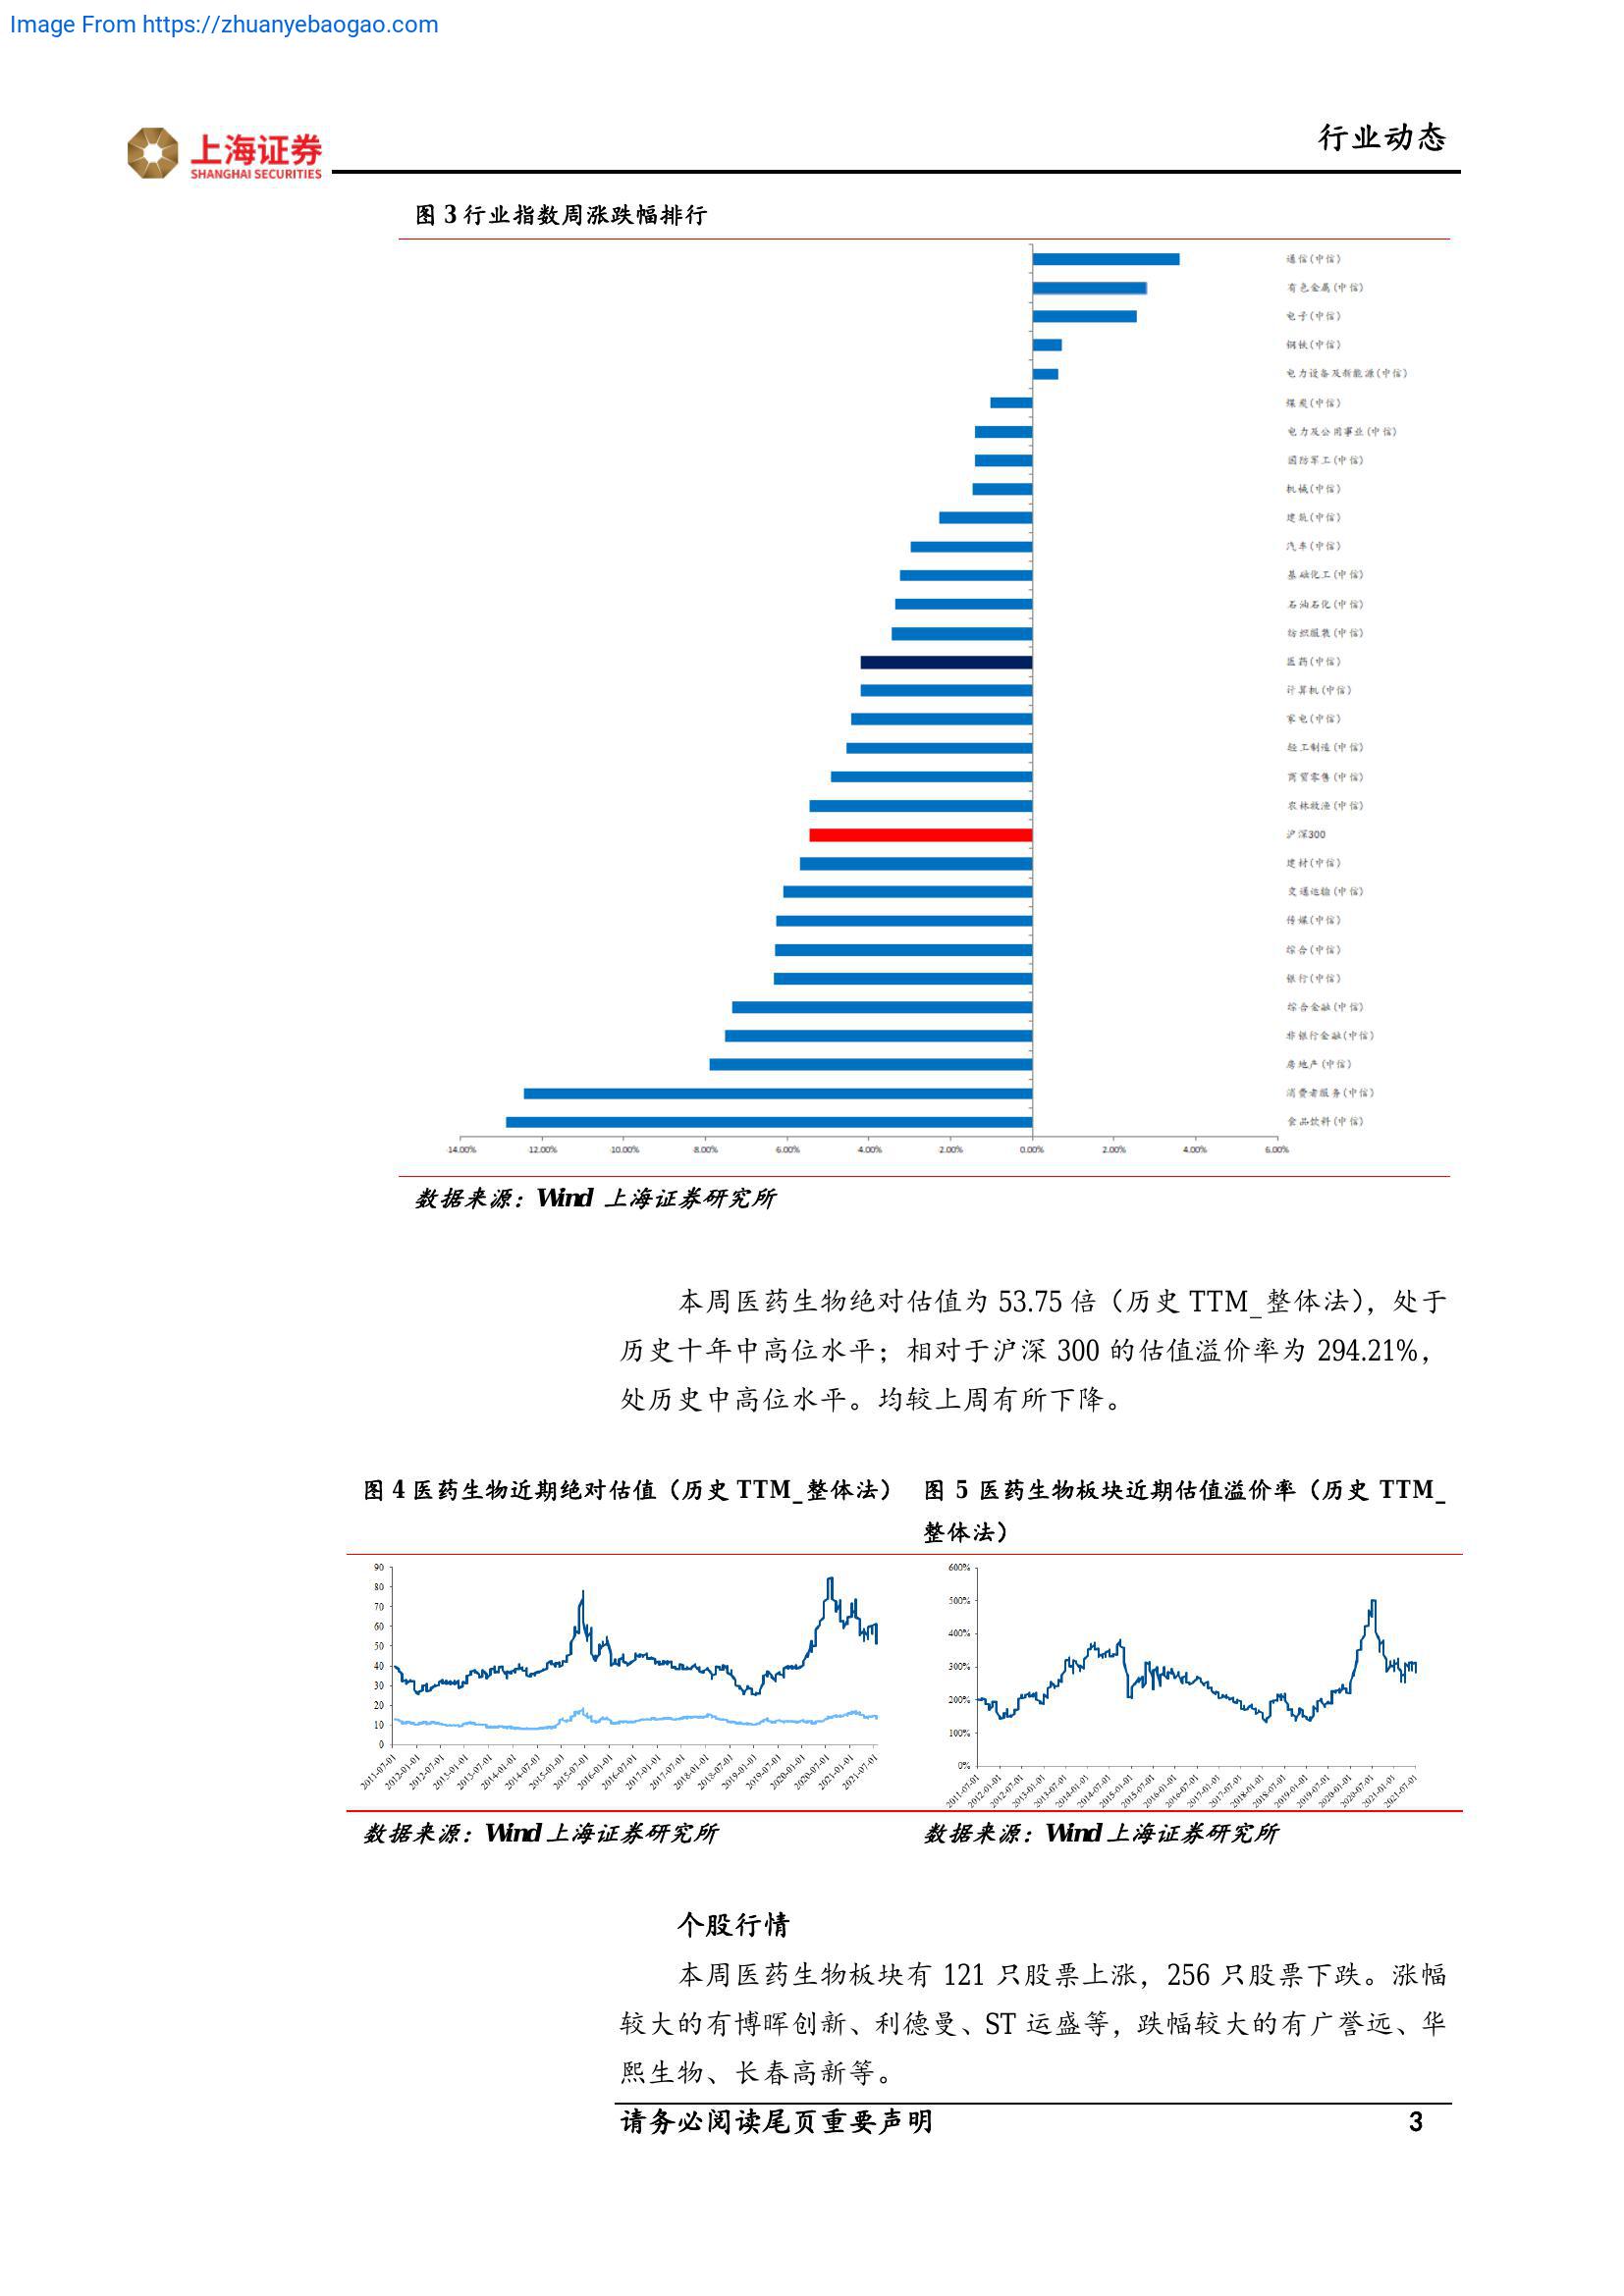 Image From https://zhuanyebaogao.com
上海证券
SHANGHAI SECURITIES
行业动态
图 3 行业指数周涨跌幅排行
通信(中信)
有色金属(中信)
电子(中信)
钢铁(中信)
电力设备及新能源(中信)
煤炭(中信)
电力及公用事业(中信)
国防军工(中信)
机械(中信)
建筑(中信)
汽车(中信)
基础化工(中信)
石油石化(中信)
纺织服装(中信)
医药(中信)
计算机(中信)
家电(中信)
轻工制造(中信)
商贸零售(中信)
农林牧渔(中信)
沪深300
建材(中信)
交通运输(中信)
传媒(中信)
综合(中信)
银行(中信)
综合金融(中信)
非银行金融(中信)
房地产(中信)
消费者服务(中信)
食品饮料(中信)
-14.00% -12.00% -10.00% -8.00% -6.00% -4.00% -2.00% 0.00% 2.00% 4.00% 6.00%
数据来源：Wind 上海证券研究所
本周医药生物绝对估值为 53.75 倍（历史 TTM_整体法），处于
历史十年中高位水平；相对于沪深 300 的估值溢价率为 294.21%，
处历史中高位水平。均较上周有所下降。
图 4 医药生物近期绝对估值（历史 TTM_整体法）
图 5 医药生物板块近期估值溢价率（历史 TTM_
整体法）
90
80
70
60
50
40
30
20
10
0
2011-07-01 2012-01-01 2012-07-01 2013-01-01 2013-07-01 2014-01-01 2014-07-01 2015-01-01 2015-07-01 2016-01-01 2016-07-01 2017-01-01 2017-07-01 2018-01-01 2018-07-01 2019-01-01 2019-07-01 2020-01-01 2020-07-01 2021-01-01 2021-07-01
600%
500%
400%
300%
200%
100%
0%
2011-07-01 2012-01-01 2012-07-01 2013-01-01 2013-07-01 2014-01-01 2014-07-01 2015-01-01 2015-07-01 2016-01-01 2016-07-01 2017-01-01 2017-07-01 2018-01-01 2018-07-01 2019-01-01 2019-07-01 2020-01-01 2020-07-01 2021-01-01 2021-07-01
数据来源：Wind 上海证券研究所
数据来源：Wind 上海证券研究所
个股行情
本周医药生物板块有 121 只股票上涨，256 只股票下跌。涨幅
较大的有博晖创新、利德曼、ST 运盛等，跌幅较大的有广誉远、华
熙生物、长春高新等。
请务必阅读尾页重要声明
3